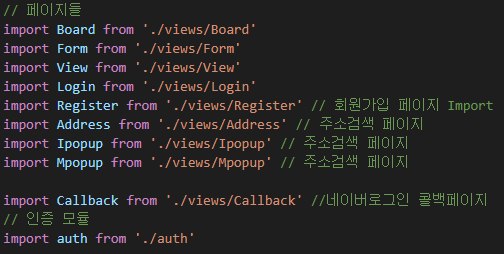 // 페이지들
import Board from './views/Board'
import Form from './views/Form'
import View from './views/View'
import Login from './views/Login'
import Register from './views/Register' // 회원가입 페이지 Import
import Address from './views/Address' // 주소검색 페이지
import Ipopup from './views/Ipopup' // 주소검색 페이지
import Mpopup from './views/Mpopup' // 주소검색 페이지
import Callback from './views/Callback' //네이버로그인 콜백페이지
// 인증 모듈
import auth from './auth'